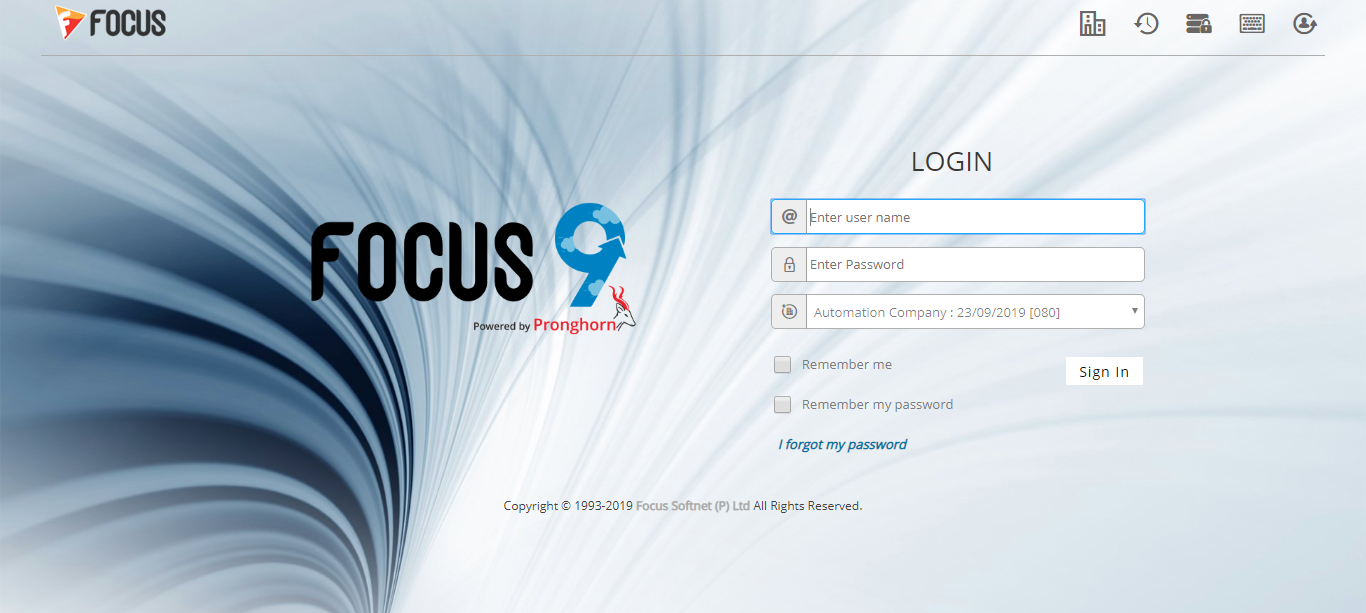 FOCUS
LOGIN
@ Enter user name
Enter Password
Automation Company : 23/09/2019 [080]
Remember me
Sign In
Remember my password
I forgot my password
FOCUS 9
Powered by Pronghorn
Copyright © 1993-2019 Focus Softnet (P) Ltd All Rights Reserved.